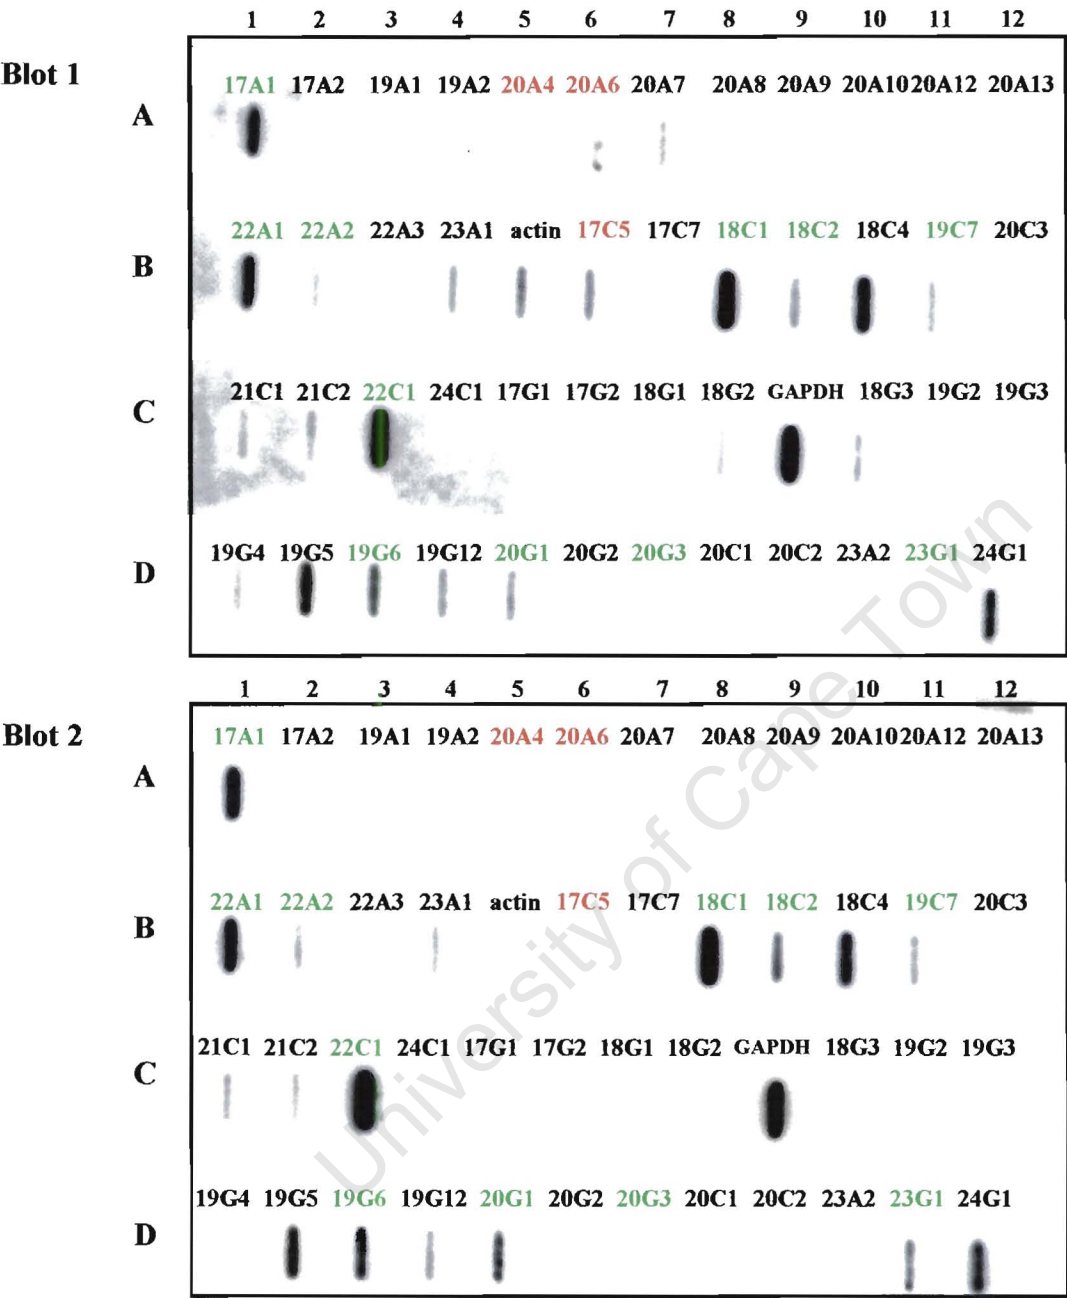 1 2 3 4 5 6 7 8 9 10 11 12
Blot 1
17A1 17A2 19A1 19A2 20A4 20A6 20A7 20A8 20A9 20A10 20A12 20A13
A
22A1 22A2 22A3 23A1 actin 17C5 17C7 18C1 18C2 18C4 19C7 20C3
B
21C1 21C2 22C1 24C1 17G1 17G2 18G1 18G2 GAPDH 18G3 19G2 19G3
C
19G4 19G5 19G6 19G12 20G1 20G2 20G3 20C1 20C2 23A2 23G1 24G1
D
1 2 3 4 5 6 7 8 9 10 11 12
Blot 2
17A1 17A2 19A1 19A2 20A4 20A6 20A7 20A8 20A9 20A10 20A12 20A13
A
22A1 22A2 22A3 23A1 actin 17C5 17C7 18C1 18C2 18C4 19C7 20C3
B
21C1 21C2 22C1 24C1 17G1 17G2 18G1 18G2 GAPDH 18G3 19G2 19G3
C
19G4 19G5 19G6 19G12 20G1 20G2 20G3 20C1 20C2 23A2 23G1 24G1
D
University of Cape Town